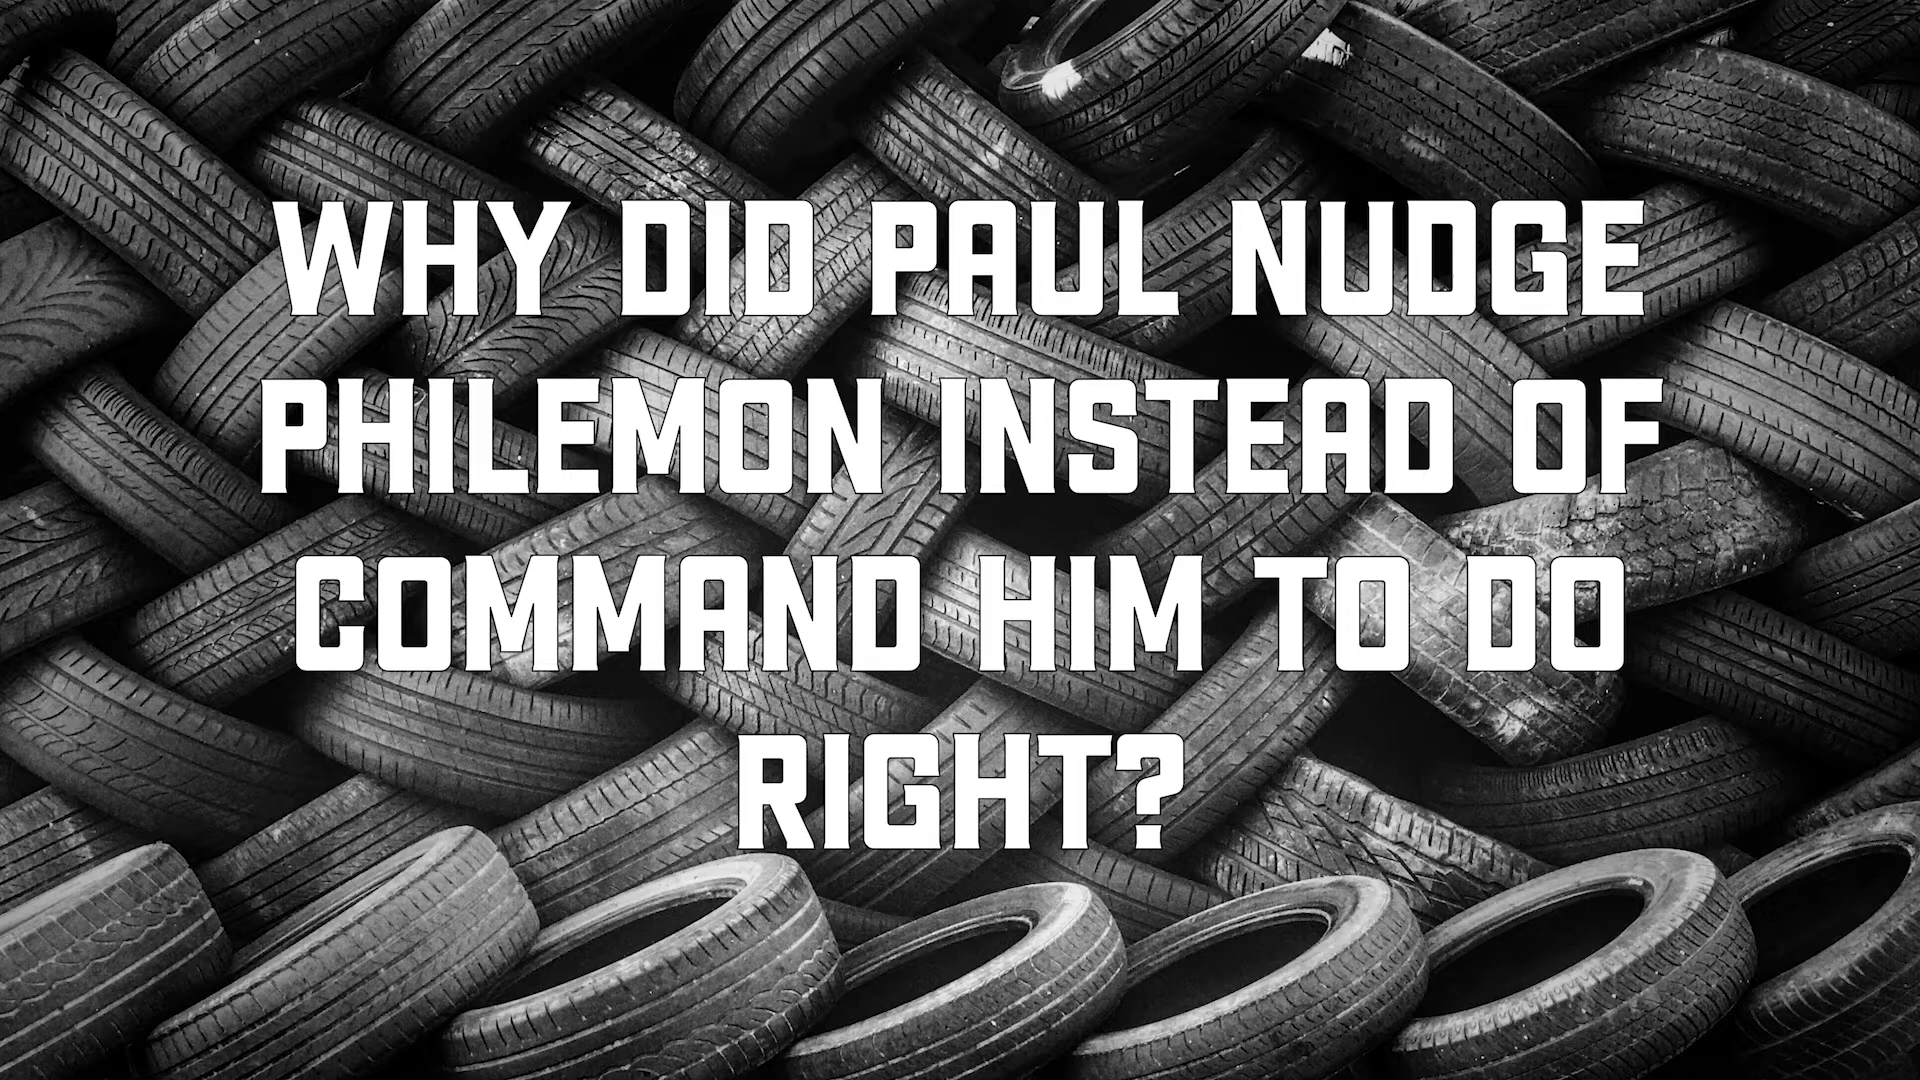 WHY DID PAUL NUDGE
PHILEMON INSTEAD OF
COMMAND HIM TO DO
RIGHT?